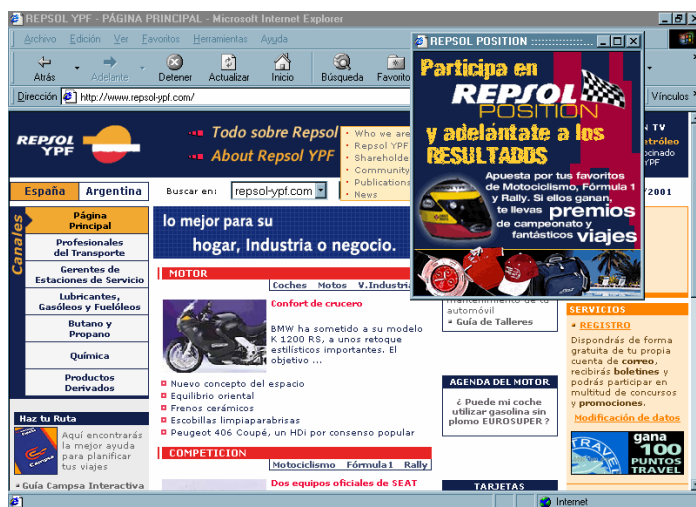 REPSOL YPF - PÁGINA PRINCIPAL - Microsoft Internet Explorer
Archivo Edición Ver Favoritos Herramientas Ayuda
Atrás Adelante Detener Actualizar Inicio Búsqueda Favorito
Dirección http://www.repsol-ypf.com/
Vínculos
REPSOL POSITION
Participa en
REPSOL
POSITION
y adelántate a los
RESULTADOS
Apuesta por tus favoritos
de Motociclismo, Fórmula 1
y Rally. Si ellos ganan,
te llevas premios
de campeonato y
fantásticos viajes
REPSOL
YPF
Todo sobre Repsol
About Repsol YPF
Who we are
Repsol YPF
Shareholde
Community
Publications
News
N TV
etróleo
ocinado
YPF
España Argentina
Buscar en: repsol-ypf.com
/2001
Canales
Página
Principal
Profesionales
del Transporte
Gerentes de
Estaciones de Servicio
Lubricantes,
Gasóleos y Fuelóleos
Butano y
Propano
Química
Productos
Derivados
Haz tu Ruta
Aquí encontrarás
la mejor ayuda
para planificar
tus viajes
Guía Campsa Interactiva
lo mejor para su
hogar, Industria o negocio.
MOTOR
Coches Motos V.Industria
Confort de crucero
BMW ha sometido a su modelo
K 1200 RS, a unos retoque
estilísticos importantes. El
objetivo ...
Nuevo concepto del espacio
Equilibrio oriental
Frenos cerámicos
Escobillas limpiaparabrisas
Peugeot 406 Coupé, un HDi por consenso popular
COMPETICION
Motociclismo Fórmula1 Rally
Dos equipos oficiales de SEAT
mantenimiento de tu
automóvil
Guía de Talleres
AGENDA DEL MOTOR
¿ Puede mi coche
utilizar gasolina sin
plomo EUROSUPER ?
TARJETAS
SERVICIOS
REGISTRO
Dispondrás de forma
gratuita de tu propia
cuenta de correo,
recibirás boletines y
podrás participar en
multitud de concursos
y promociones.
Modificación de datos
TRAVEL
gana
100
PUNTOS
TRAVEL
Internet